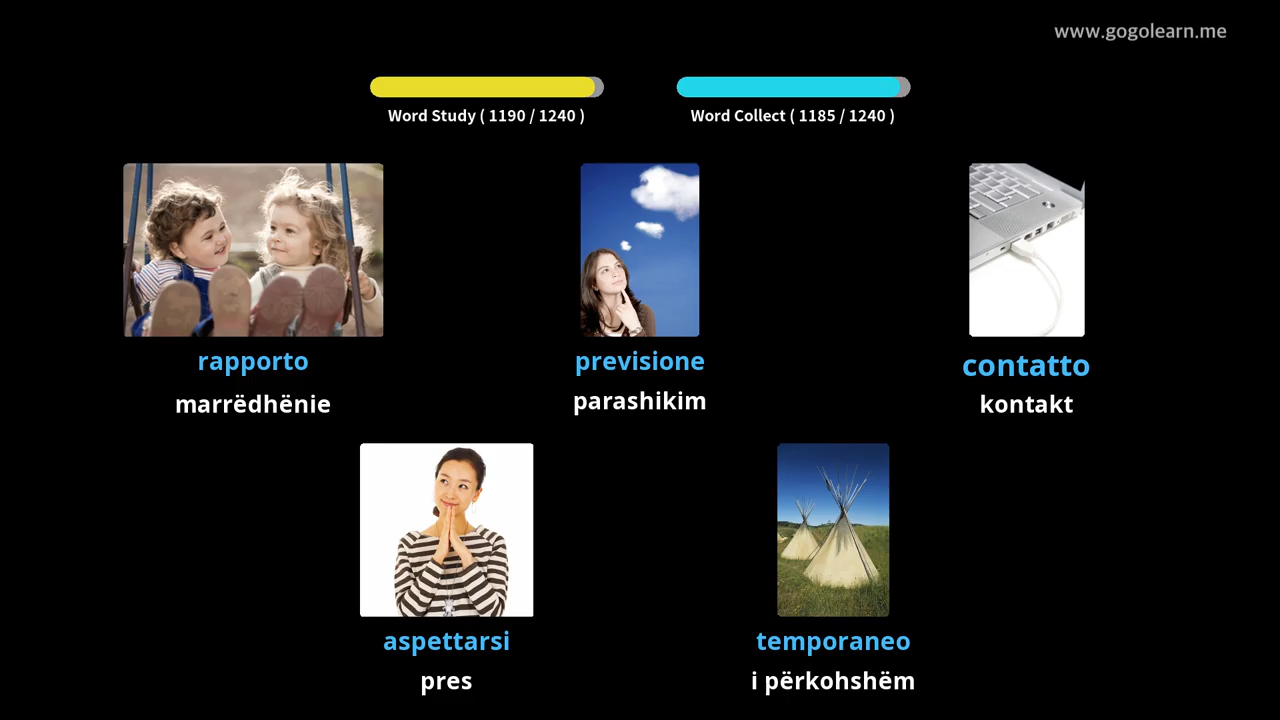 www.gogolearn.me
Word Study ( 1190 / 1240 )
Word Collect ( 1185 / 1240 )
rapporto
marrëdhënie
previsione
parashikim
contatto
kontakt
aspettarsi
pres
temporaneo
i përkohshëm